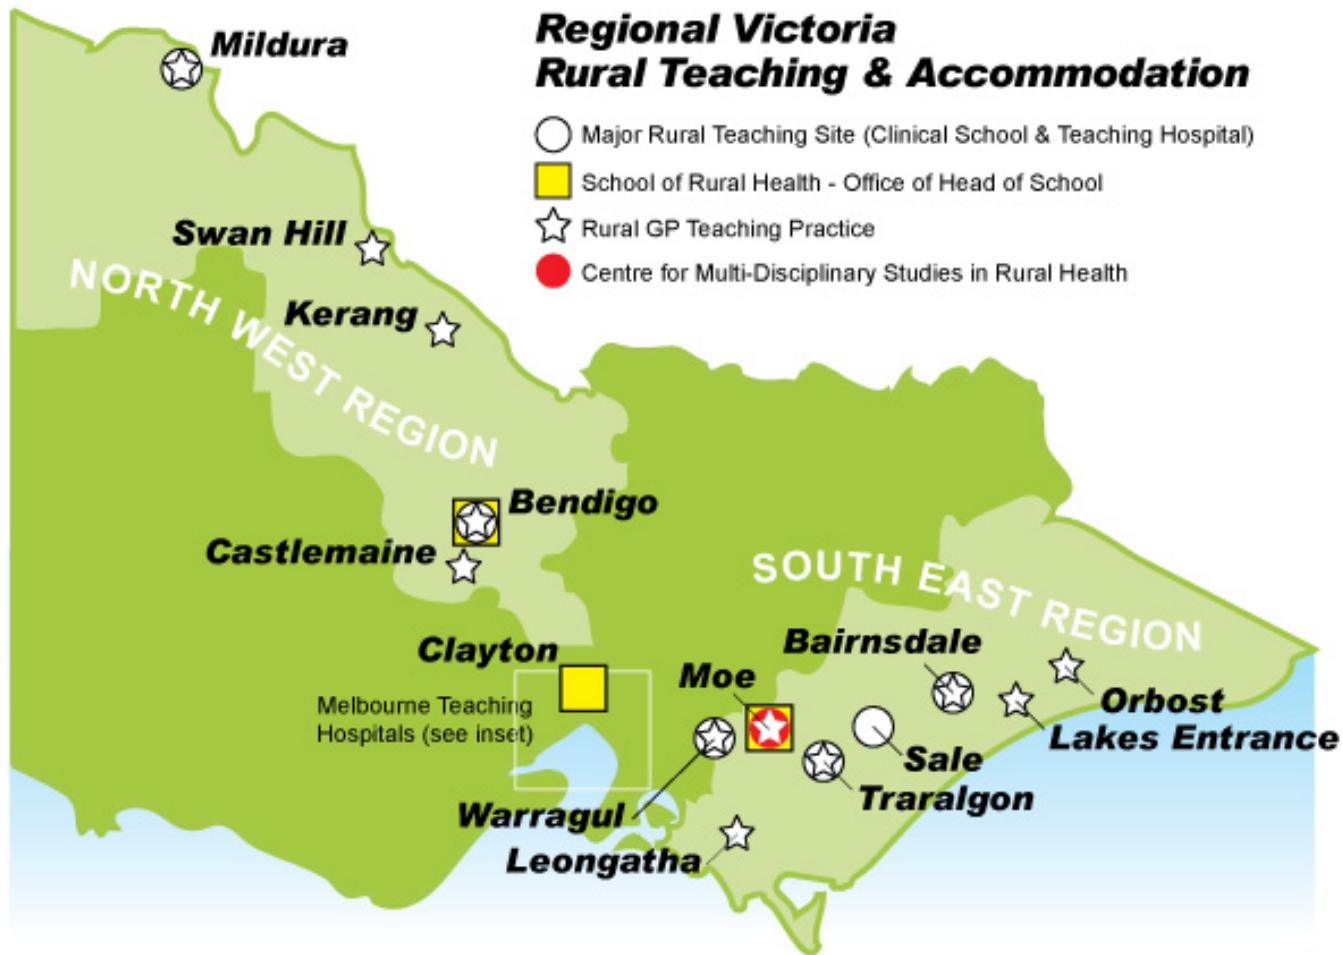 Regional Victoria
Rural Teaching & Accommodation
Major Rural Teaching Site (Clinical School & Teaching Hospital)
School of Rural Health - Office of Head of School
Rural GP Teaching Practice
Centre for Multi-Disciplinary Studies in Rural Health
Mildura
Swan Hill
NORTH WEST REGION
Kerang
Bendigo
Castlemaine
SOUTH EAST REGION
Clayton
Melbourne Teaching
Hospitals (see inset)
Bairnsdale
Moe
Orbost
Lakes Entrance
Sale
Traralgon
Warragul
Leongatha